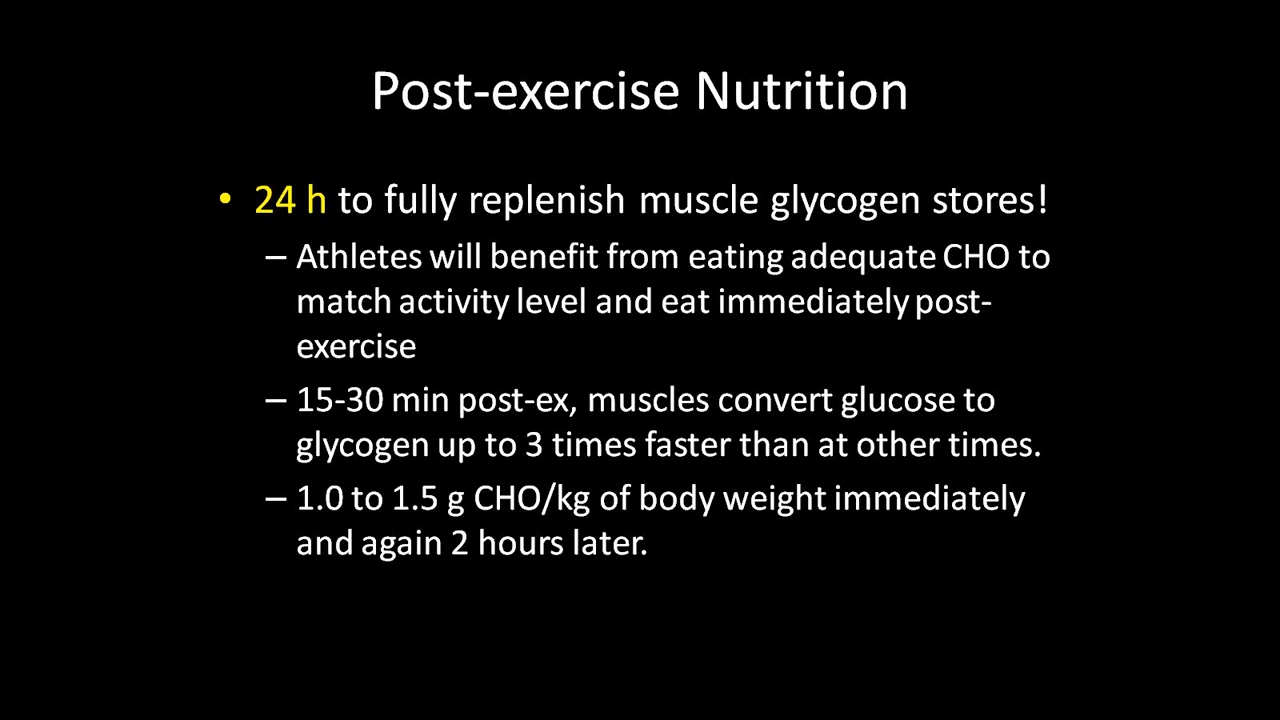 Post-exercise Nutrition
• 24 h to fully replenish muscle glycogen stores!
– Athletes will benefit from eating adequate CHO to
match activity level and eat immediately post-
exercise
– 15-30 min post-ex, muscles convert glucose to
glycogen up to 3 times faster than at other times.
– 1.0 to 1.5 g CHO/kg of body weight immediately
and again 2 hours later.